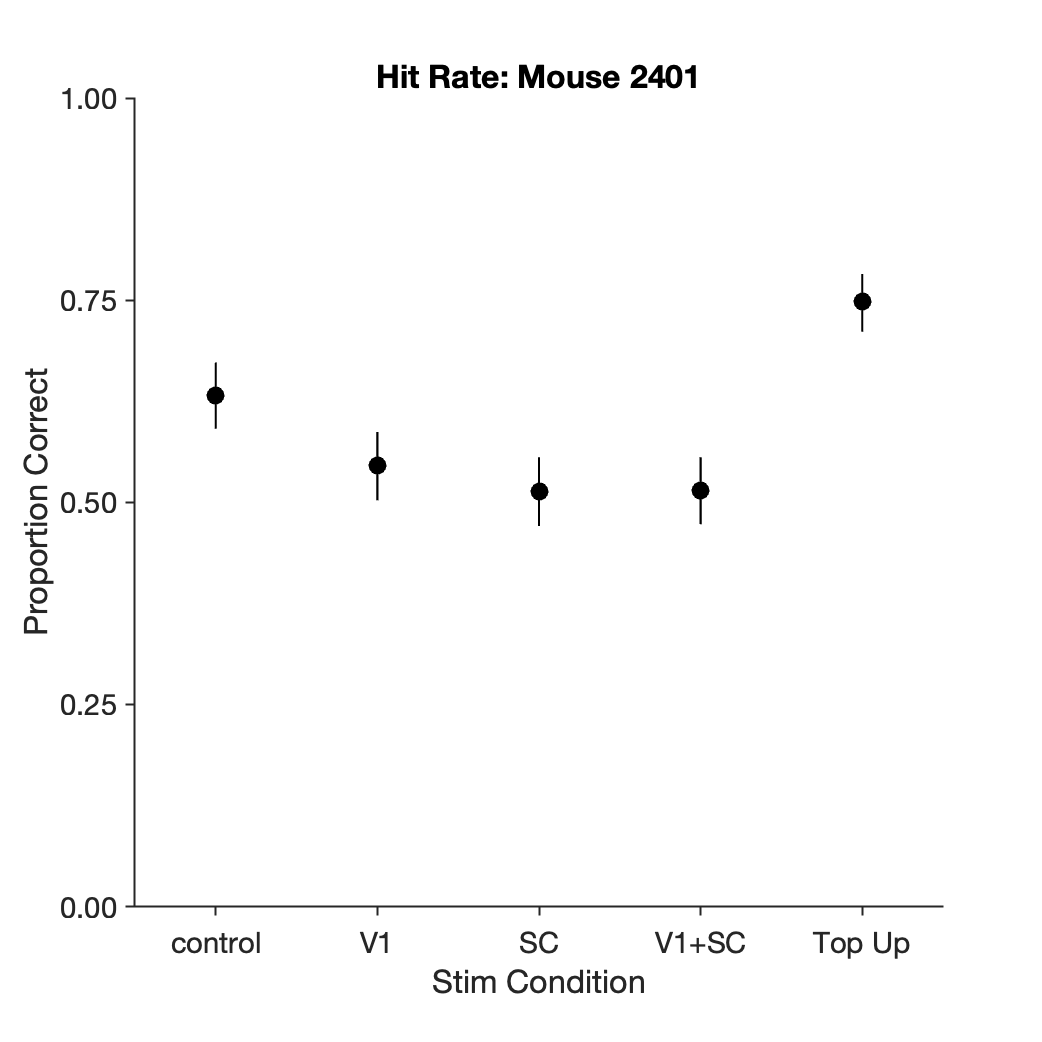 Hit Rate: Mouse 2401
1.00
0.75
0.50
0.25
0.00
Proportion Correct
control V1 SC V1+SC Top Up
Stim Condition